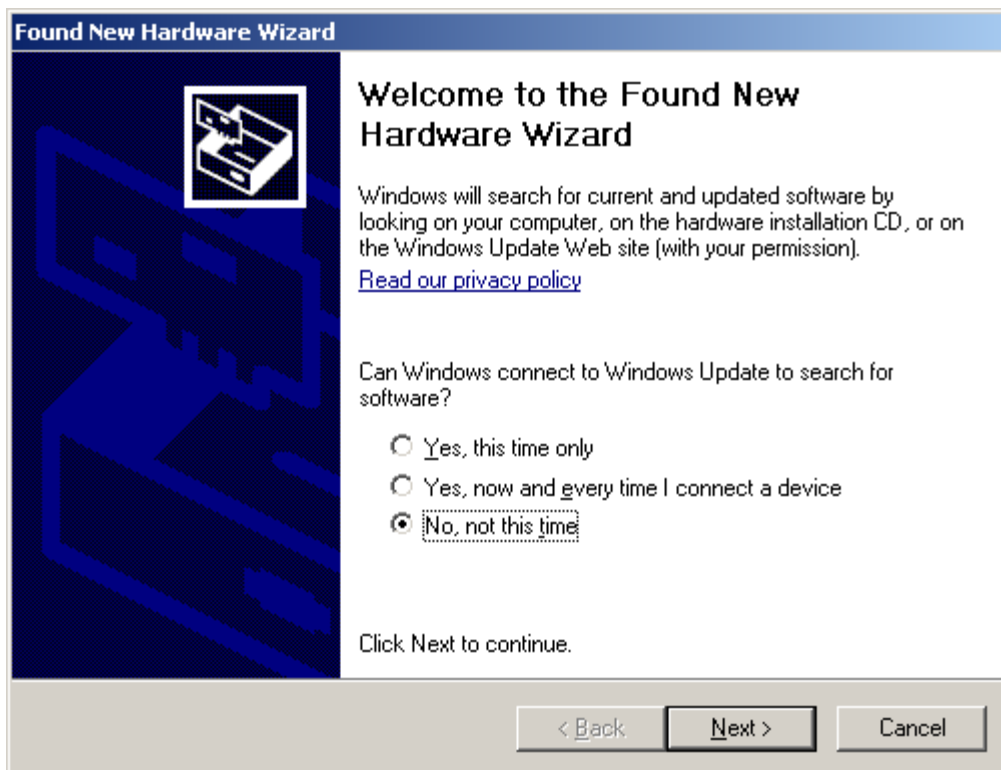 Found New Hardware Wizard
Welcome to the Found New
Hardware Wizard
Windows will search for current and updated software by
looking on your computer, on the hardware installation CD, or on
the Windows Update Web site (with your permission).
Read our privacy policy
Can Windows connect to Windows Update to search for
software?
Yes, this time only
Yes, now and every time I connect a device
No, not this time
Click Next to continue.
< Back Next > Cancel